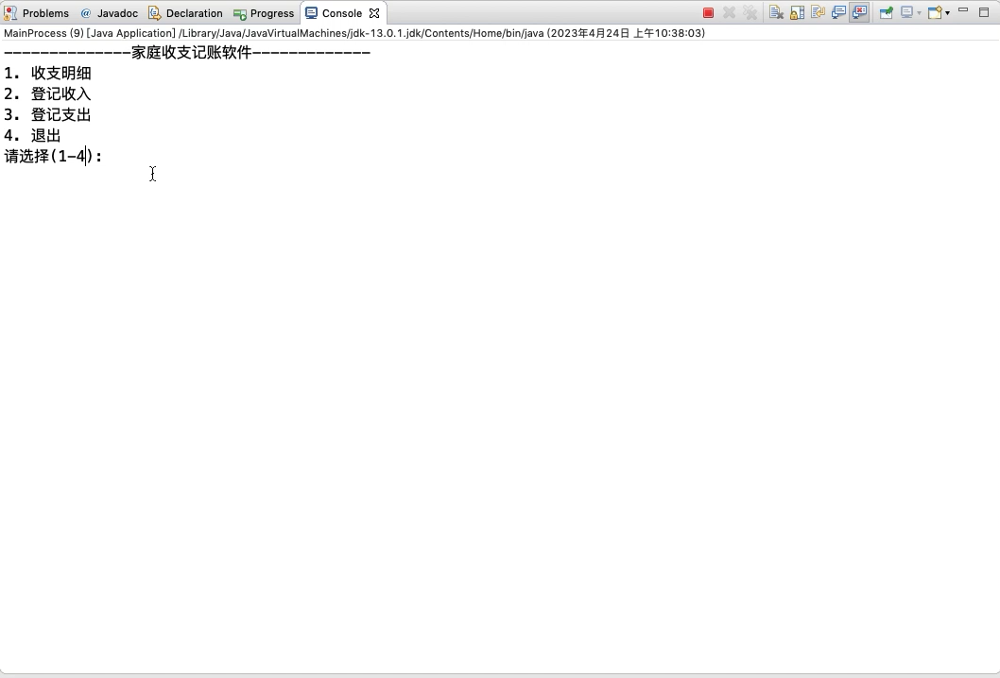 Problems @ Javadoc Declaration Progress Console
MainProcess (9) [Java Application] /Library/Java/JavaVirtualMachines/jdk-13.0.1.jdk/Contents/Home/bin/java (2023年4月24日 上午10:38:03)
--------------家庭收支记账软件-------------
1. 收支明细
2. 登记收入
3. 登记支出
4. 退出
请选择(1-4):